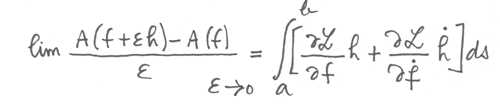 lim A(f+εh)-A(f) / ε ε→0 = ∫ₐᵇ [∂ℒ/∂f h + ∂ℒ/∂ḟ ḣ] ds